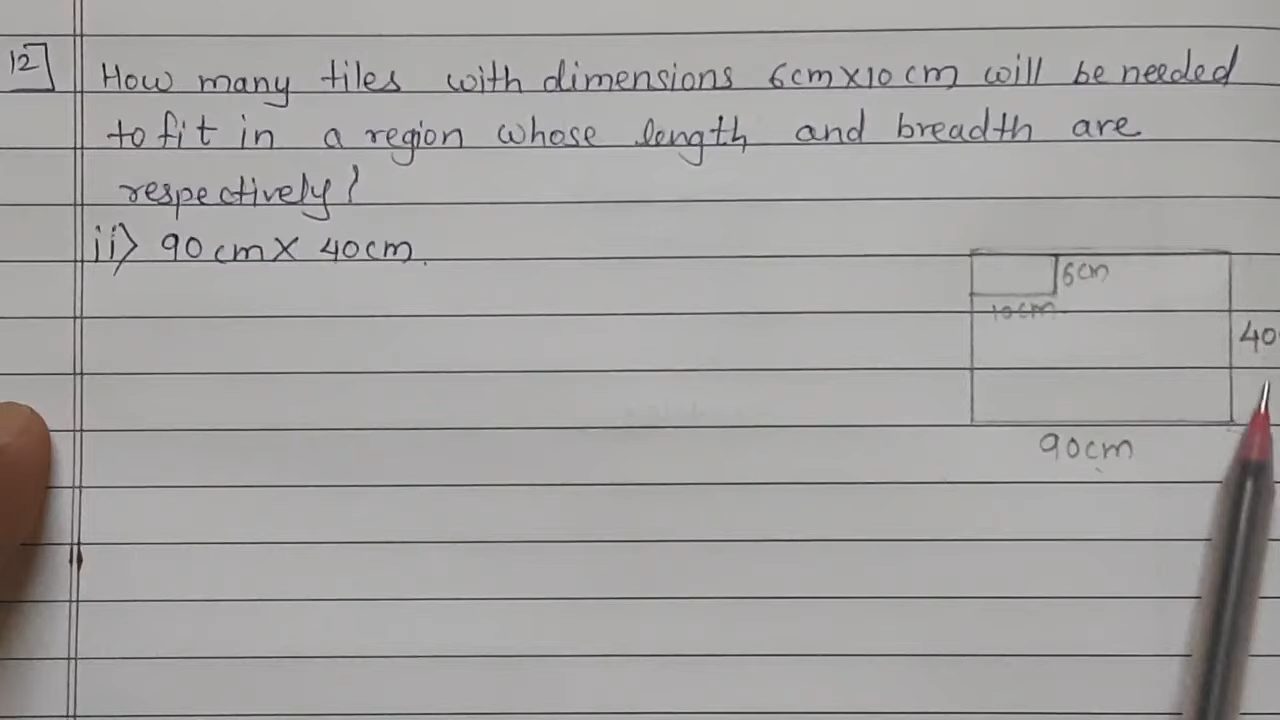 12
How many tiles with dimensions 6cm×10cm will be needed
to fit in a region whose length and breadth are
respectively?
ii) 90cm × 40cm.
6cm
10cm
40
90cm